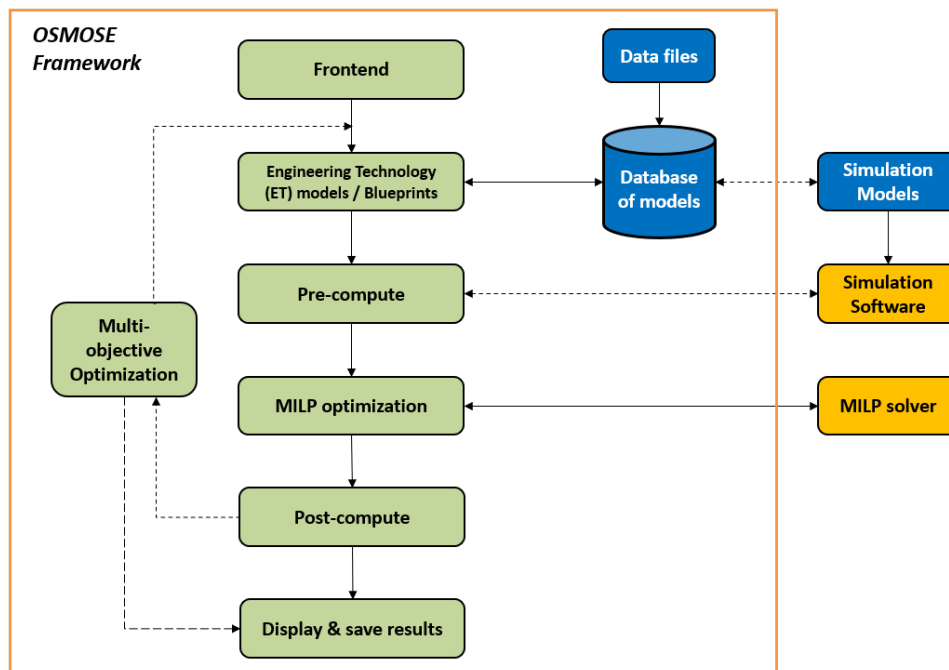 OSMOSE
Framework
Frontend
Data files
Engineering Technology
(ET) models / Blueprints
Database
of models
Simulation
Models
Pre-compute
Simulation
Software
Multi-
objective
Optimization
MILP optimization
MILP solver
Post-compute
Display & save results